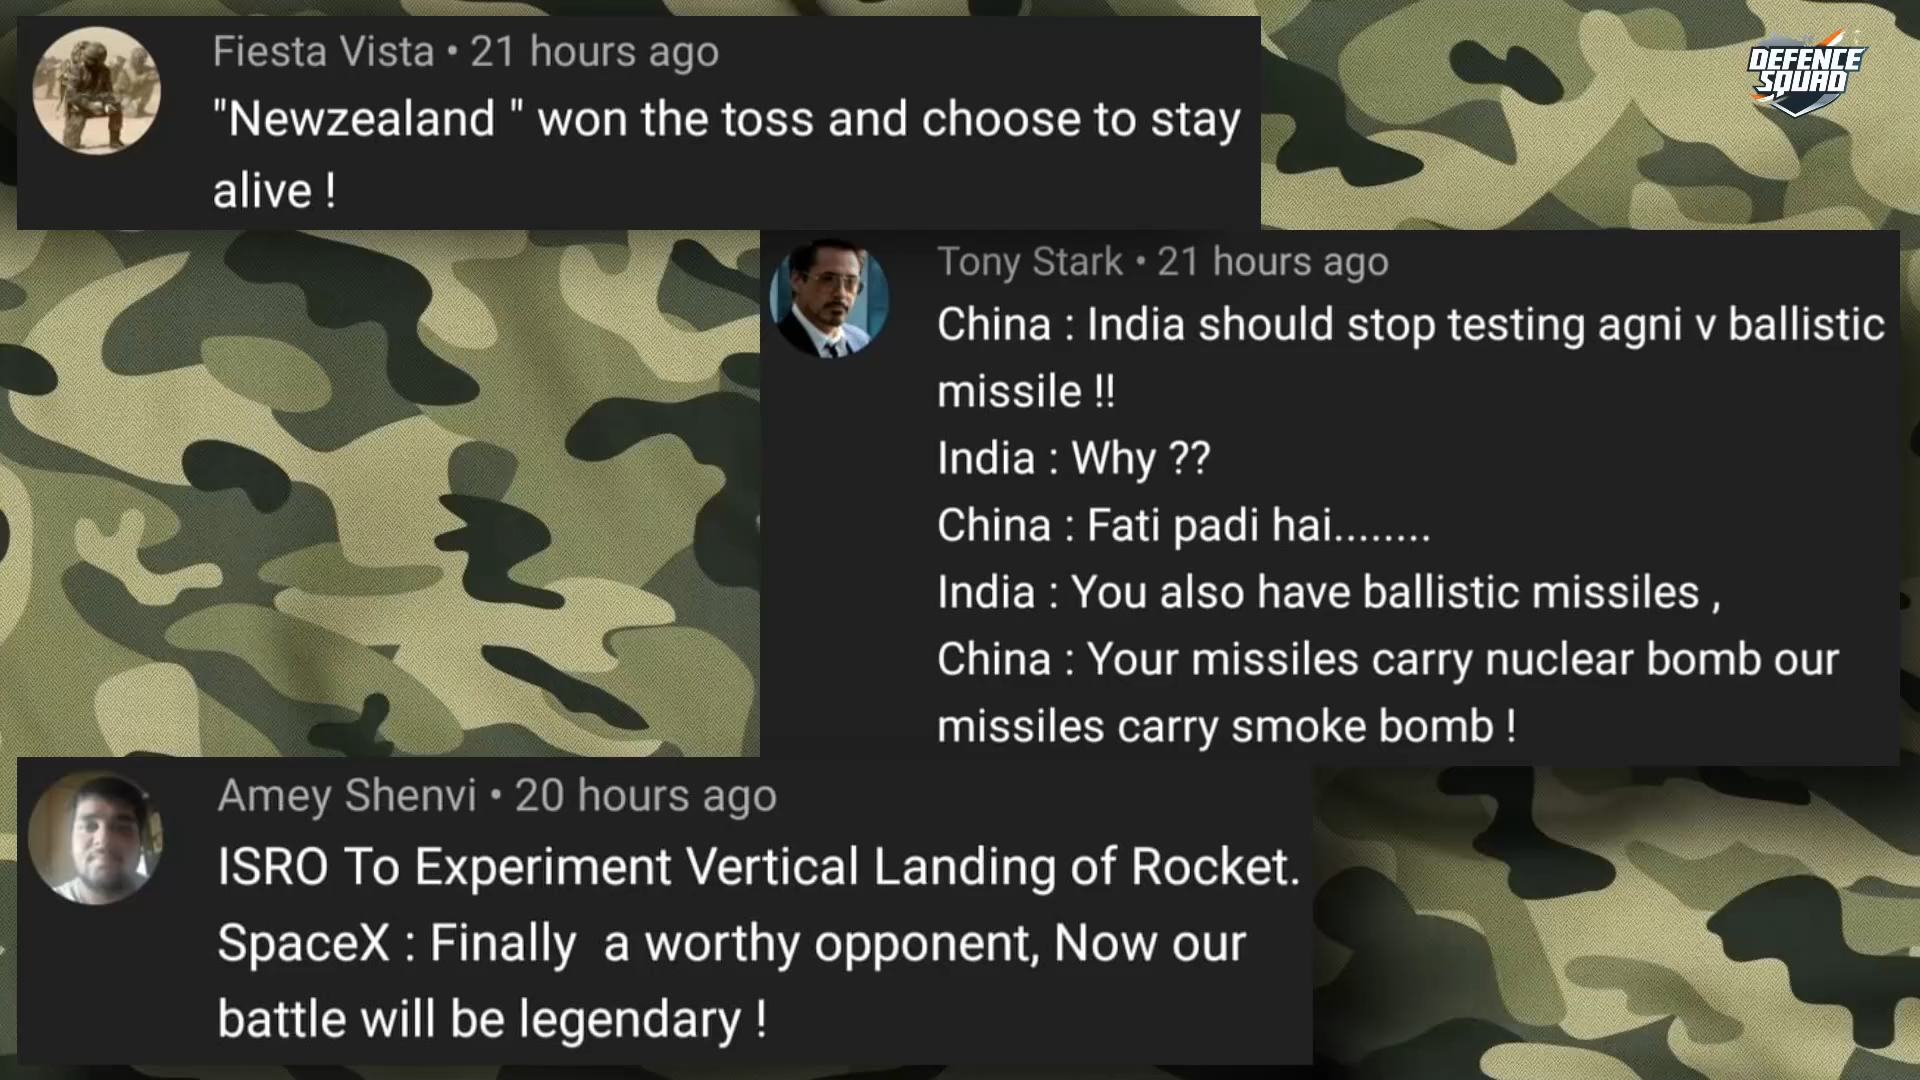 Fiesta Vista • 21 hours ago
"Newzealand " won the toss and choose to stay
alive !
DEFENCE
SQUAD
Tony Stark • 21 hours ago
China : India should stop testing agni v ballistic
missile !!
India : Why ??
China : Fati padi hai........
India : You also have ballistic missiles ,
China : Your missiles carry nuclear bomb our
missiles carry smoke bomb !
Amey Shenvi • 20 hours ago
ISRO To Experiment Vertical Landing of Rocket.
SpaceX : Finally  a worthy opponent, Now our
battle will be legendary !